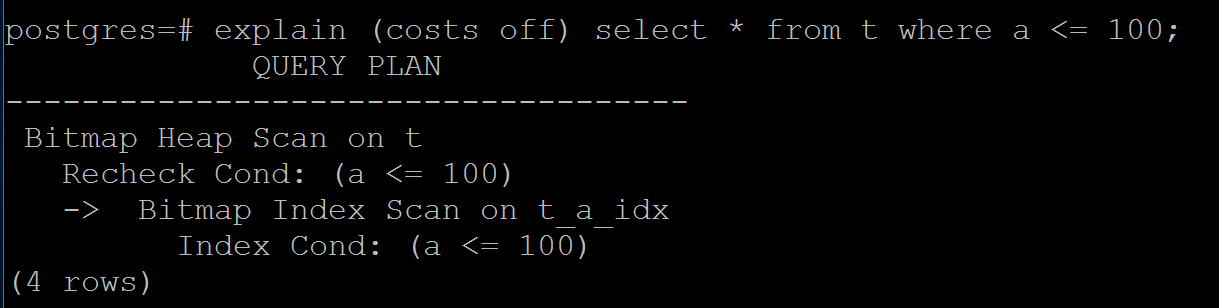 postgres=# explain (costs off) select * from t where a <= 100;
             QUERY PLAN
------------------------------------
 Bitmap Heap Scan on t
   Recheck Cond: (a <= 100)
   ->  Bitmap Index Scan on t_a_idx
         Index Cond: (a <= 100)
(4 rows)